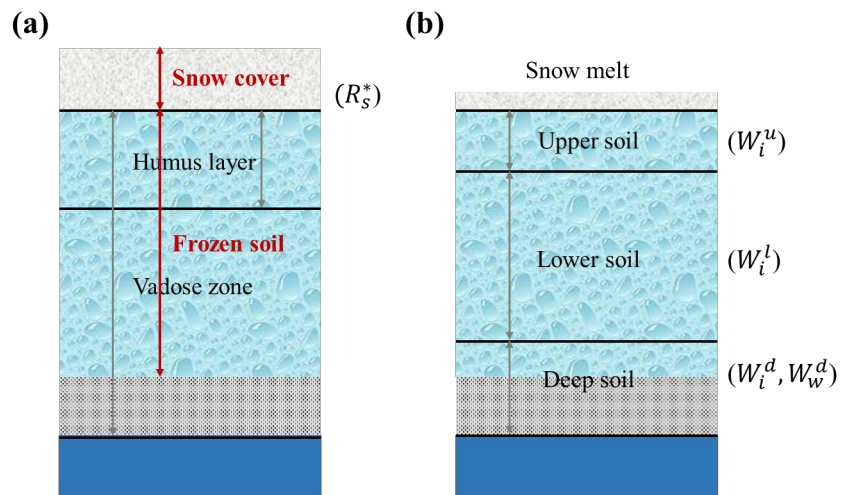 (a)
Snow cover
(R_s^*)
Humus layer
Frozen soil
Vadose zone
(b)
Snow melt
Upper soil
(W_i^u)
Lower soil
(W_i^l)
Deep soil
(W_i^d, W_w^d)